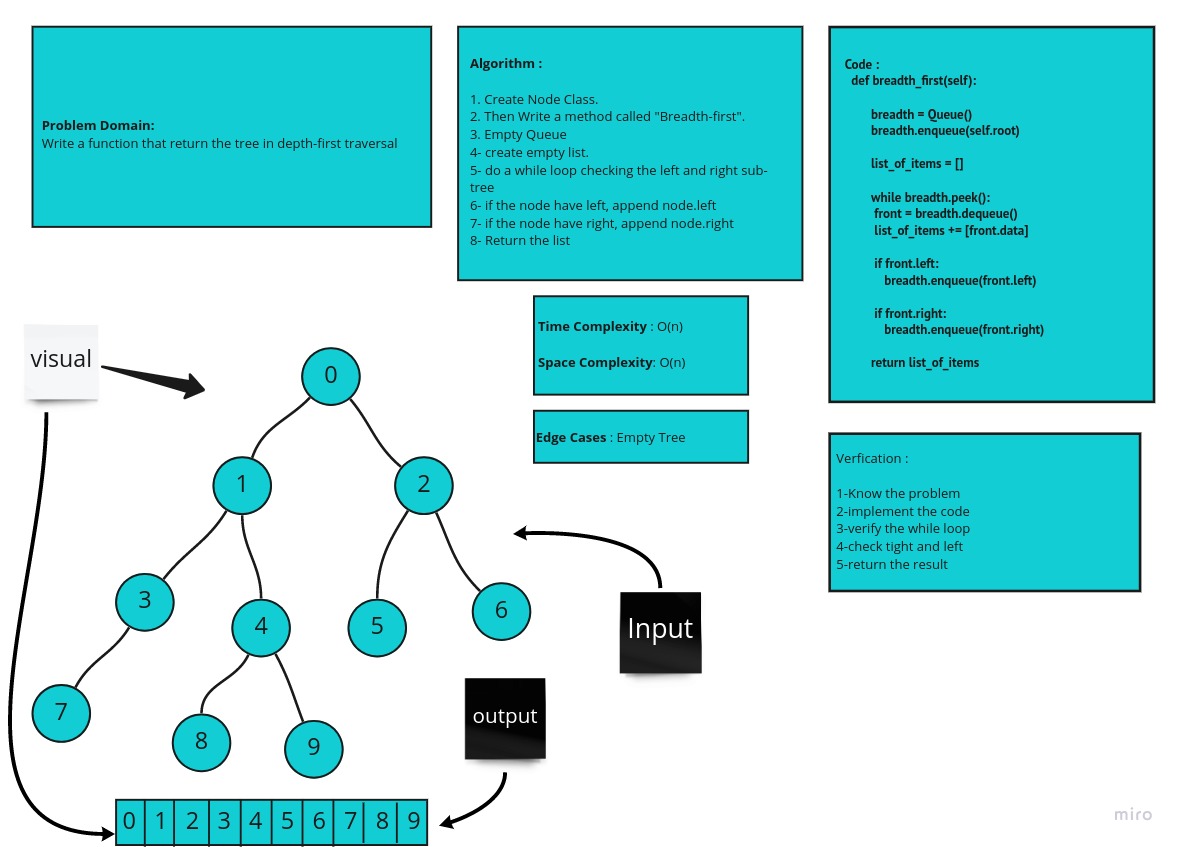 Problem Domain:
Write a function that return the tree in depth-first traversal
Algorithm :
1. Create Node Class.
2. Then Write a method called "Breadth-first".
3. Empty Queue
4- create empty list.
5- do a while loop checking the left and right sub-
tree
6- if the node have left, append node.left
7- if the node have right, append node.right
8- Return the list
Code :
def breadth_first(self):
breadth = Queue()
breadth.enqueue(self.root)
list_of_items = []
while breadth.peek():
front = breadth.dequeue()
list_of_items += [front.data]
if front.left:
breadth.enqueue(front.left)
if front.right:
breadth.enqueue(front.right)
return list_of_items
Time Complexity : O(n)
Space Complexity: O(n)
Edge Cases : Empty Tree
Verfication :
1-Know the problem
2-implement the code
3-verify the while loop
4-check tight and left
5-return the result
visual
0
1
2
3
4
5
6
7
8
9
Input
output
0 1 2 3 4 5 6 7 8 9
miro